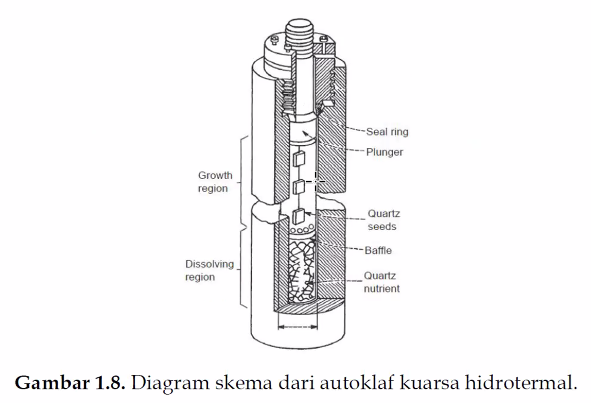 Seal ring
Plunger
Growth
region
Quartz
seeds
Baffle
Dissolving
region
Quartz
nutrient
Gambar 1.8. Diagram skema dari autoklaf kuarsa hidrotermal.